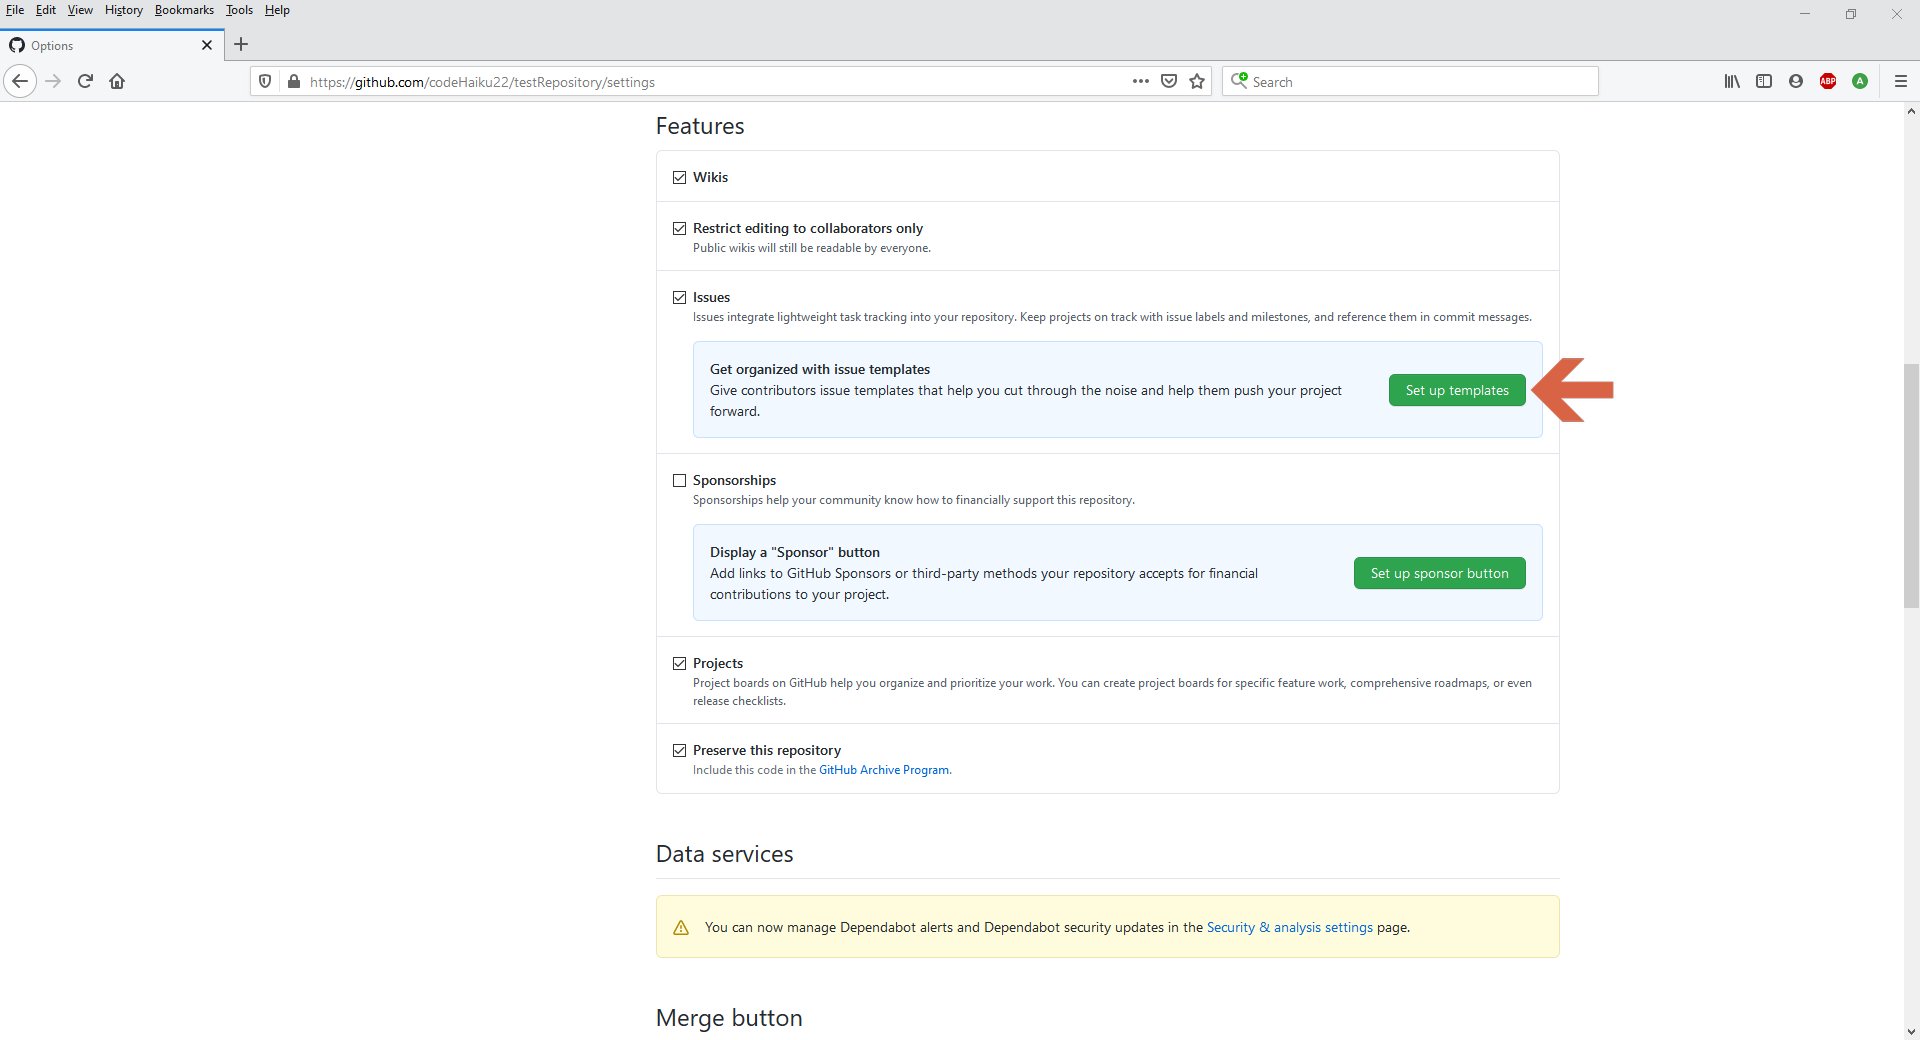 File Edit View History Bookmarks Tools Help
Options
https://github.com/codeHaiku22/testRepository/settings
Search
ABP
A
Features
Wikis
Restrict editing to collaborators only
Public wikis will still be readable by everyone.
Issues
Issues integrate lightweight task tracking into your repository. Keep projects on track with issue labels and milestones, and reference them in commit messages.
Get organized with issue templates
Give contributors issue templates that help you cut through the noise and help them push your project
forward.
Set up templates
Sponsorships
Sponsorships help your community know how to financially support this repository.
Display a "Sponsor" button
Add links to GitHub Sponsors or third-party methods your repository accepts for financial
contributions to your project.
Set up sponsor button
Projects
Project boards on GitHub help you organize and prioritize your work. You can create project boards for specific feature work, comprehensive roadmaps, or even
release checklists.
Preserve this repository
Include this code in the GitHub Archive Program.
Data services
You can now manage Dependabot alerts and Dependabot security updates in the Security & analysis settings page.
Merge button